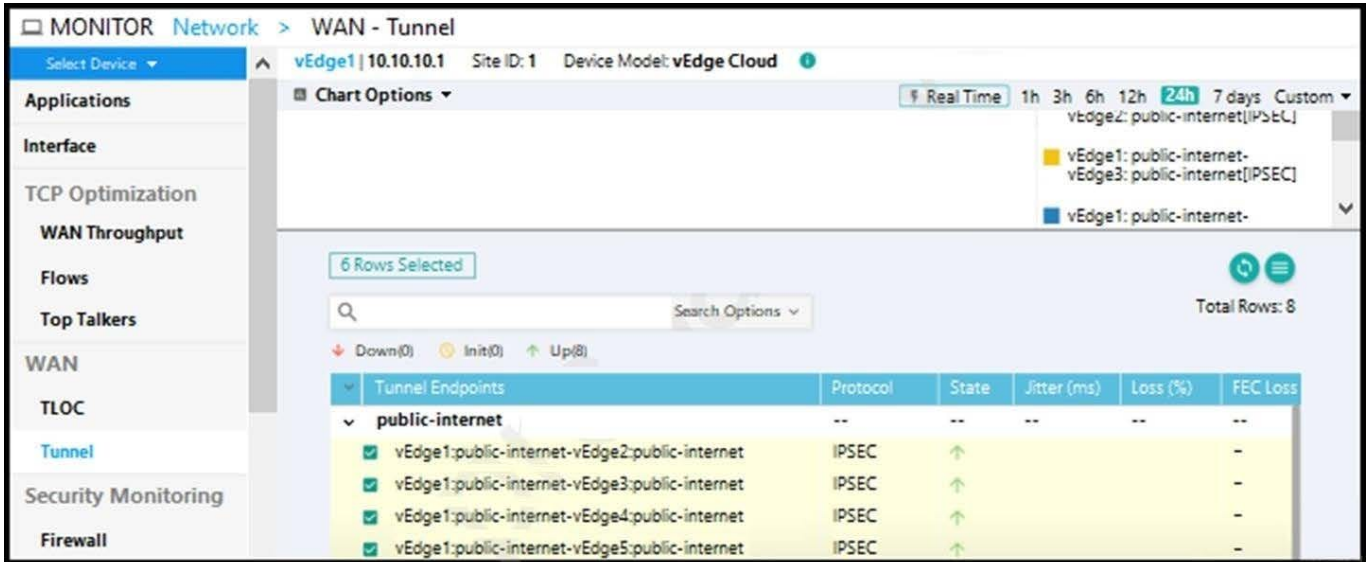 MONITOR Network > WAN - Tunnel
Select Device
vEdge1 | 10.10.10.1 Site ID: 1 Device Model: vEdge Cloud
Applications
Interface
TCP Optimization
WAN Throughput
Flows
Top Talkers
WAN
TLOC
Tunnel
Security Monitoring
Firewall
Chart Options
Real Time 1h 3h 6h 12h 24h 7 days Custom
vEdge2: public-internet[IPSEC]
vEdge1: public-internet-
vEdge3: public-internet[IPSEC]
vEdge1: public-internet-
6 Rows Selected
Search Options
Total Rows: 8
Down(0) Init(0) Up(8)
Tunnel Endpoints Protocol State Jitter (ms) Loss (%) FEC Loss
public-internet -- -- -- -- --
vEdge1:public-internet-vEdge2:public-internet IPSEC -
vEdge1:public-internet-vEdge3:public-internet IPSEC -
vEdge1:public-internet-vEdge4:public-internet IPSEC -
vEdge1:public-internet-vEdge5:public-internet IPSEC -